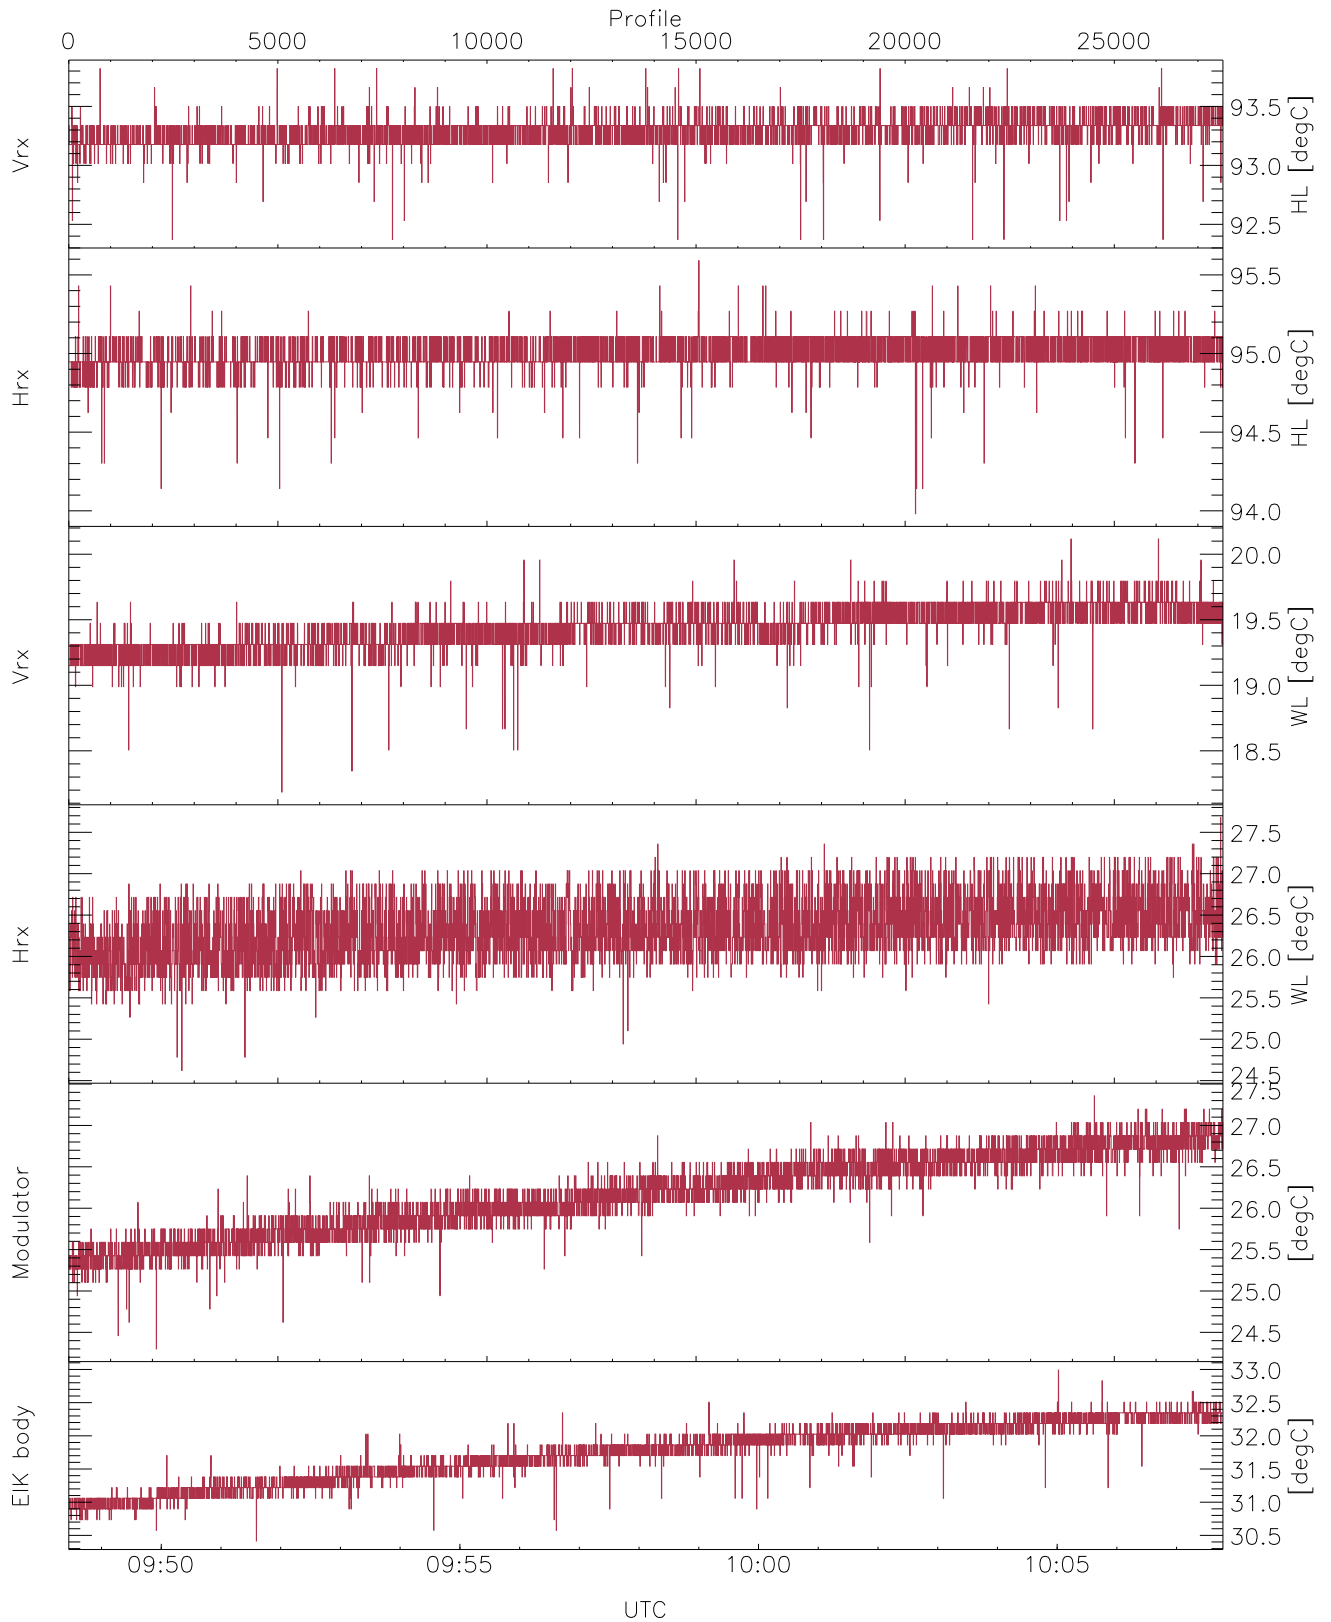 Profile
0 5000 10000 15000 20000 25000
Vrx
93.5
93.0
92.5
HL [degC]
Hrx
95.5
95.0
94.5
94.0
HL [degC]
Vrx
20.0
19.5
19.0
18.5
WL [degC]
Hrx
27.5
27.0
26.5
26.0
25.5
25.0
24.5
WL [degC]
Modulator
27.5
27.0
26.5
26.0
25.5
25.0
24.5
[degC]
EIK body
33.0
32.5
32.0
31.5
31.0
30.5
[degC]
09:50 09:55 10:00 10:05
UTC